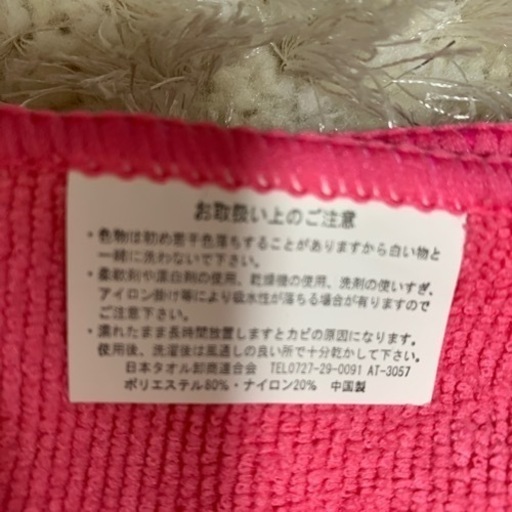 お取扱い上のご注意
・色物は初め若干色落ちすることがありますから白い物と
一緒に洗わないで下さい。
・柔軟剤や漂白剤の使用、乾燥機の使用、洗剤の使いすぎ、
アイロン掛け等により吸水性が落ちる場合が有りますので
ご注意下さい。
・濡れたまま長時間放置しますとカビの原因になります。
使用後、洗濯後は風通しの良い所で十分乾かして下さい。
日本タオル卸商連合会 TEL0727-29-0091 AT-3057
ポリエステル80%・ナイロン20% 中国製